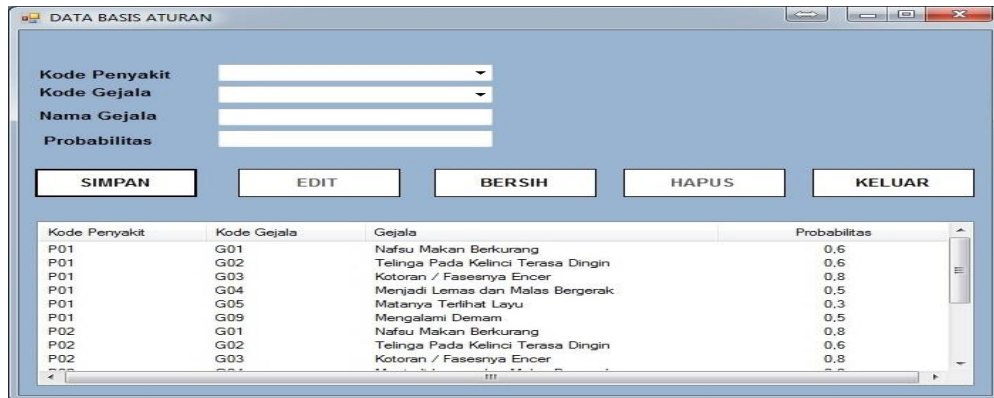 DATA BASIS ATURAN
Kode Penyakit
Kode Gejala
Nama Gejala
Probabilitas
SIMPAN EDIT BERSIH HAPUS KELUAR
Kode Penyakit Kode Gejala Gejala Probabilitas
P01 G01 Nafsu Makan Berkurang 0,6
P01 G02 Telinga Pada Kelinci Terasa Dingin 0,6
P01 G03 Kotoran / Fasesnya Encer 0,8
P01 G04 Menjadi Lemas dan Malas Bergerak 0,5
P01 G05 Matanya Terlihat Layu 0,3
P01 G09 Mengalami Demam 0,5
P02 G01 Nafsu Makan Berkurang 0,8
P02 G02 Telinga Pada Kelinci Terasa Dingin 0,6
P02 G03 Kotoran / Fasesnya Encer 0,8